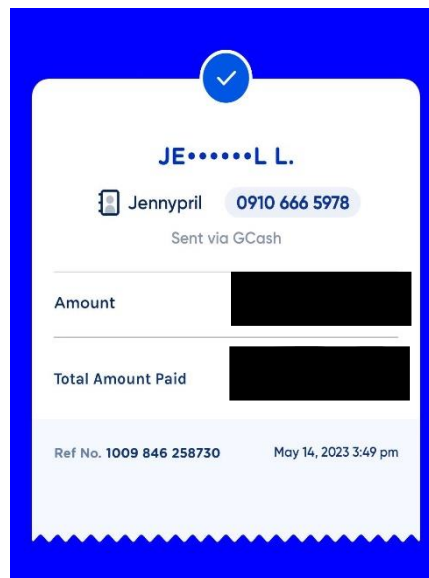 JE••••••L L.
Jennypril 0910 666 5978
Sent via GCash
Amount
Total Amount Paid
Ref No. 1009 846 258730 May 14, 2023 3:49 pm